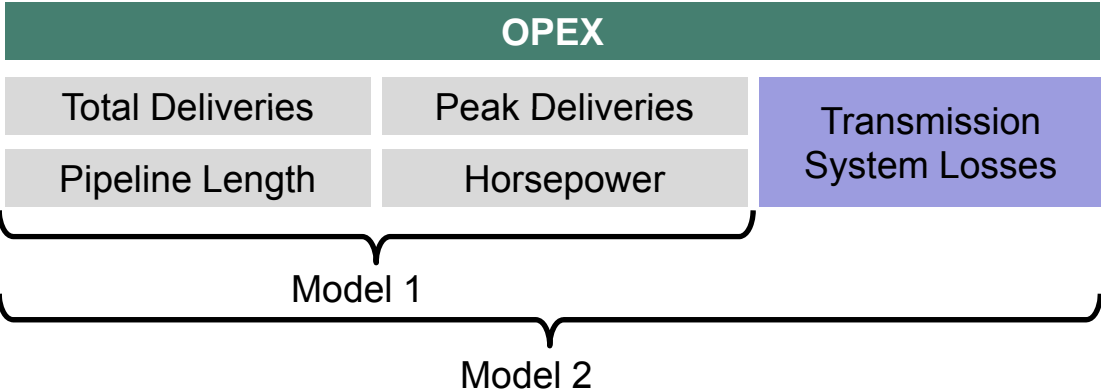 OPEX
Total Deliveries
Peak Deliveries
Transmission
System Losses
Pipeline Length
Horsepower
Model 1
Model 2